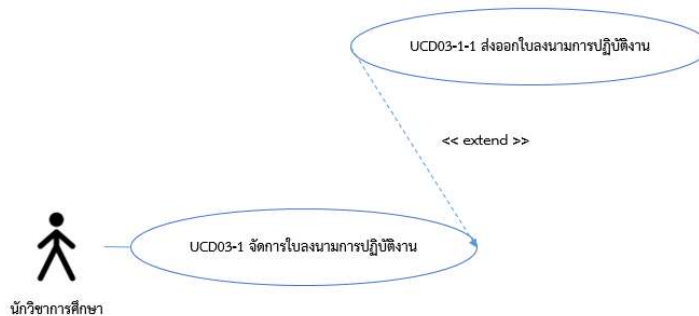 UCD03-1-1 ส่งออกใบลงนามการปฏิบัติงาน
<< extend >>
UCD03-1 จัดการใบลงนามการปฏิบัติงาน
นักวิชาการศึกษา